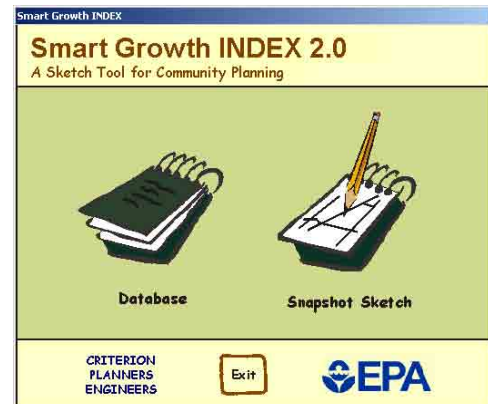 Smart Growth INDEX
Smart Growth INDEX 2.0
A Sketch Tool for Community Planning
Database
Snapshot Sketch
CRITERION
PLANNERS
ENGINEERS
Exit
EPA